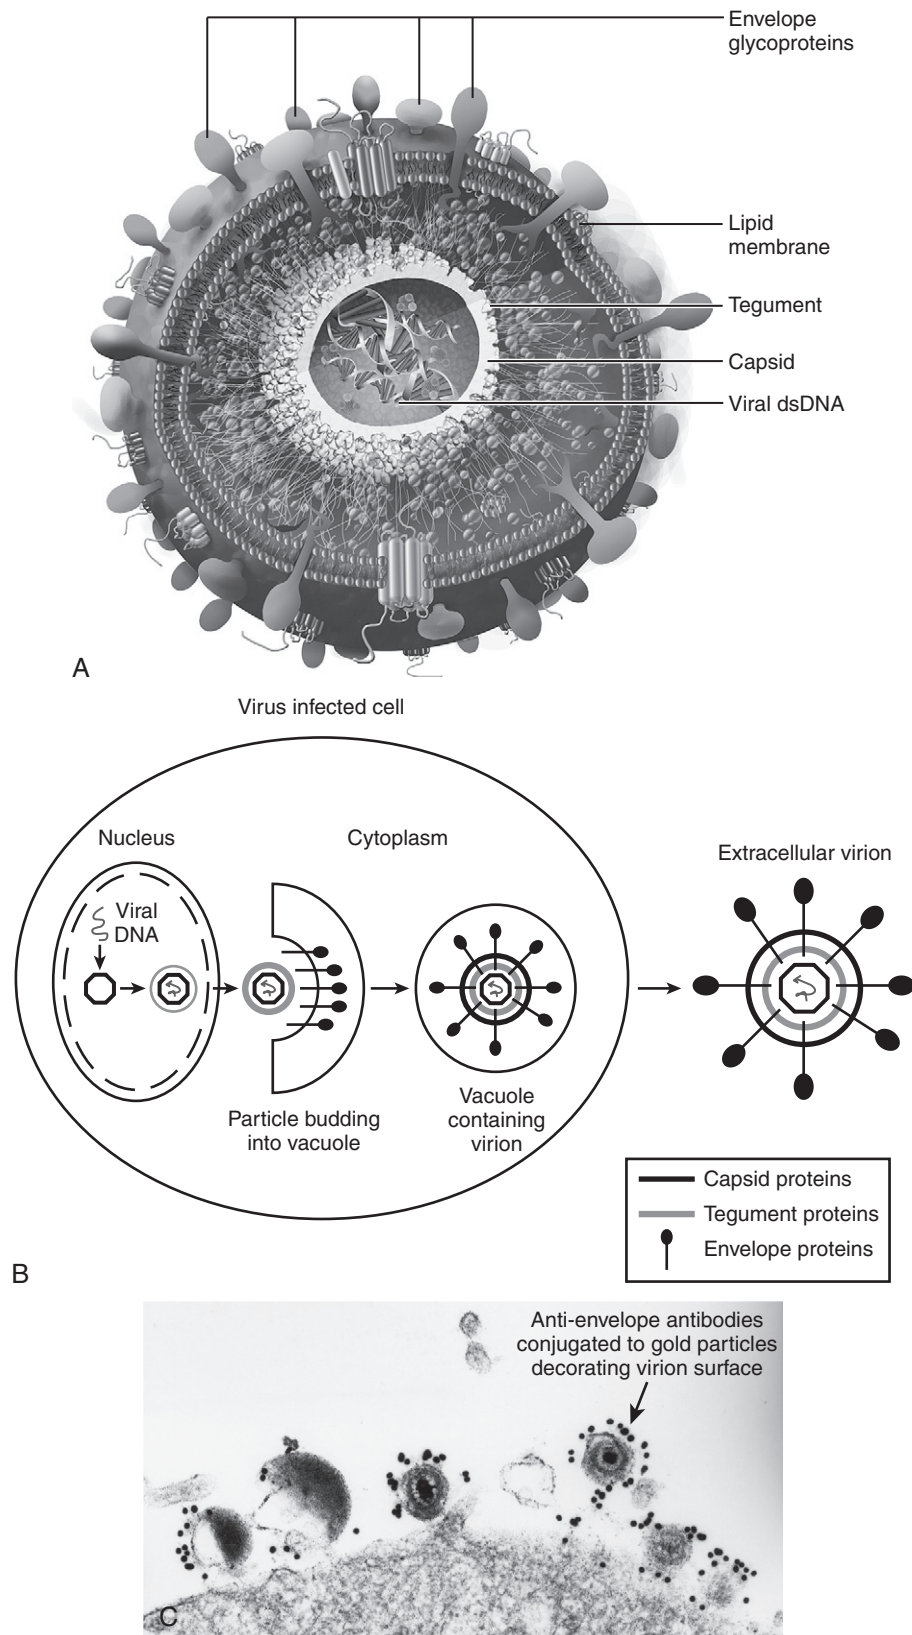 Envelope
glycoproteins
Lipid
membrane
Tegument
Capsid
Viral dsDNA
A
Virus infected cell
Nucleus
Cytoplasm
Extracellular virion
Viral
DNA
Particle budding
into vacuole
Vacuole
containing
virion
Capsid proteins
Tegument proteins
Envelope proteins
B
Anti-envelope antibodies
conjugated to gold particles
decorating virion surface
C